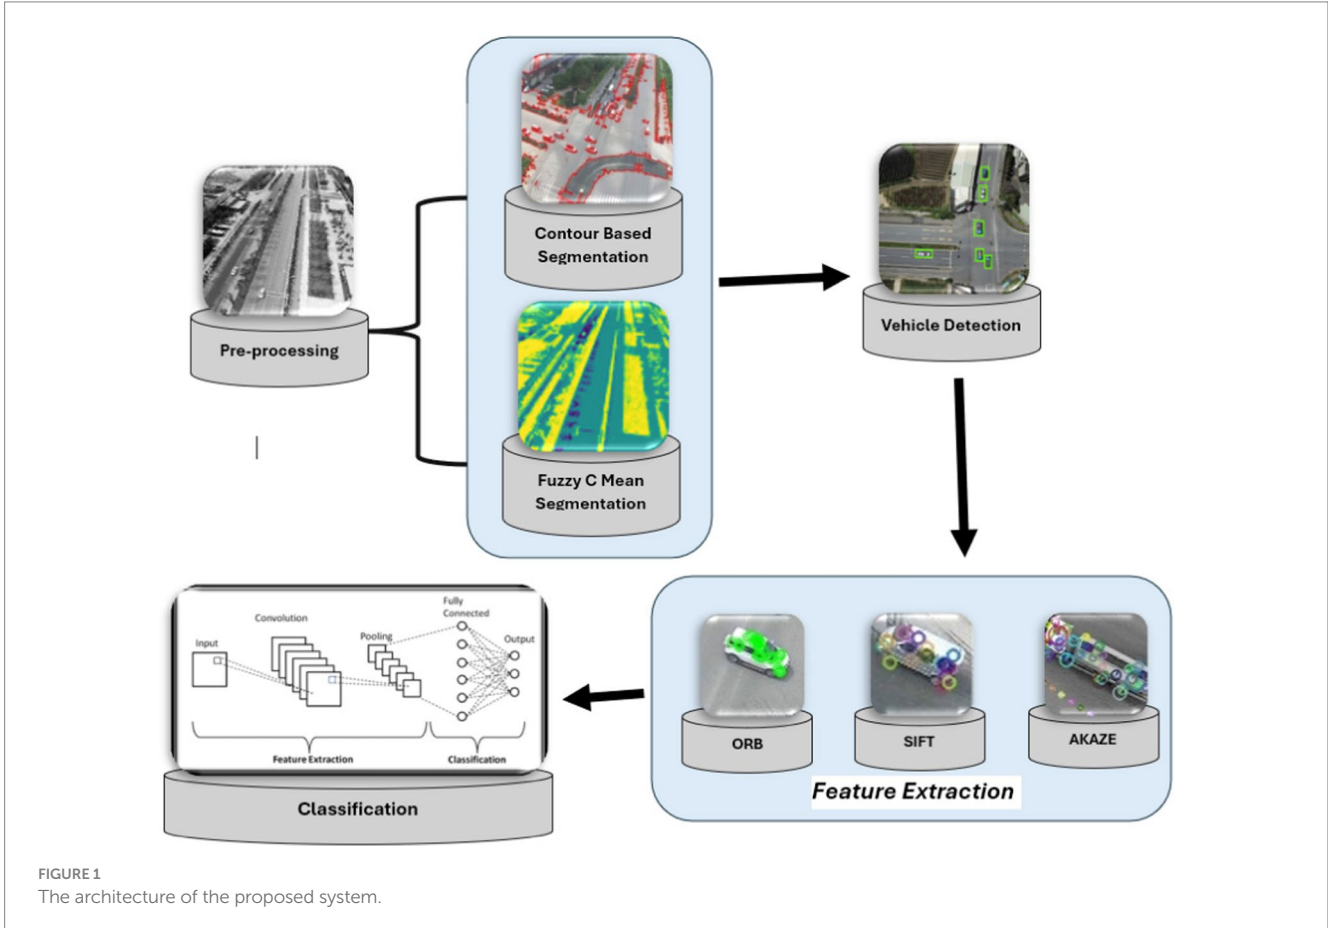 Contour Based
Segmentation
Pre-processing
Fuzzy C Mean
Segmentation
Vehicle Detection
Input
Convolution
Pooling
Fully
Connected
Output
Feature Extraction
Classification
Classification
ORB
SIFT
AKAZE
Feature Extraction
FIGURE 1
The architecture of the proposed system.